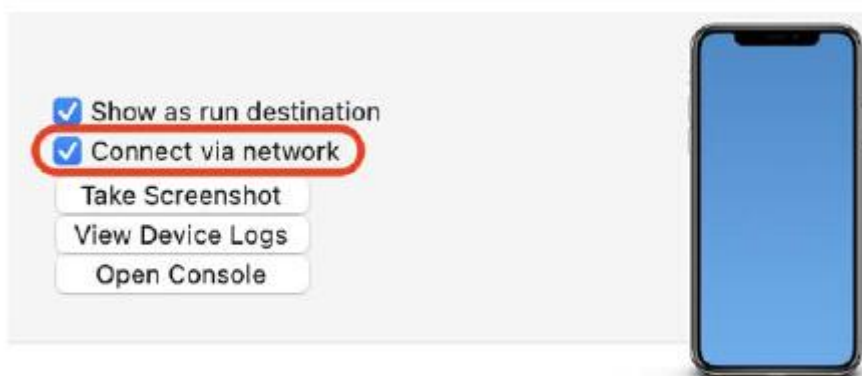 Show as run destination
Connect via network
Take Screenshot
View Device Logs
Open Console